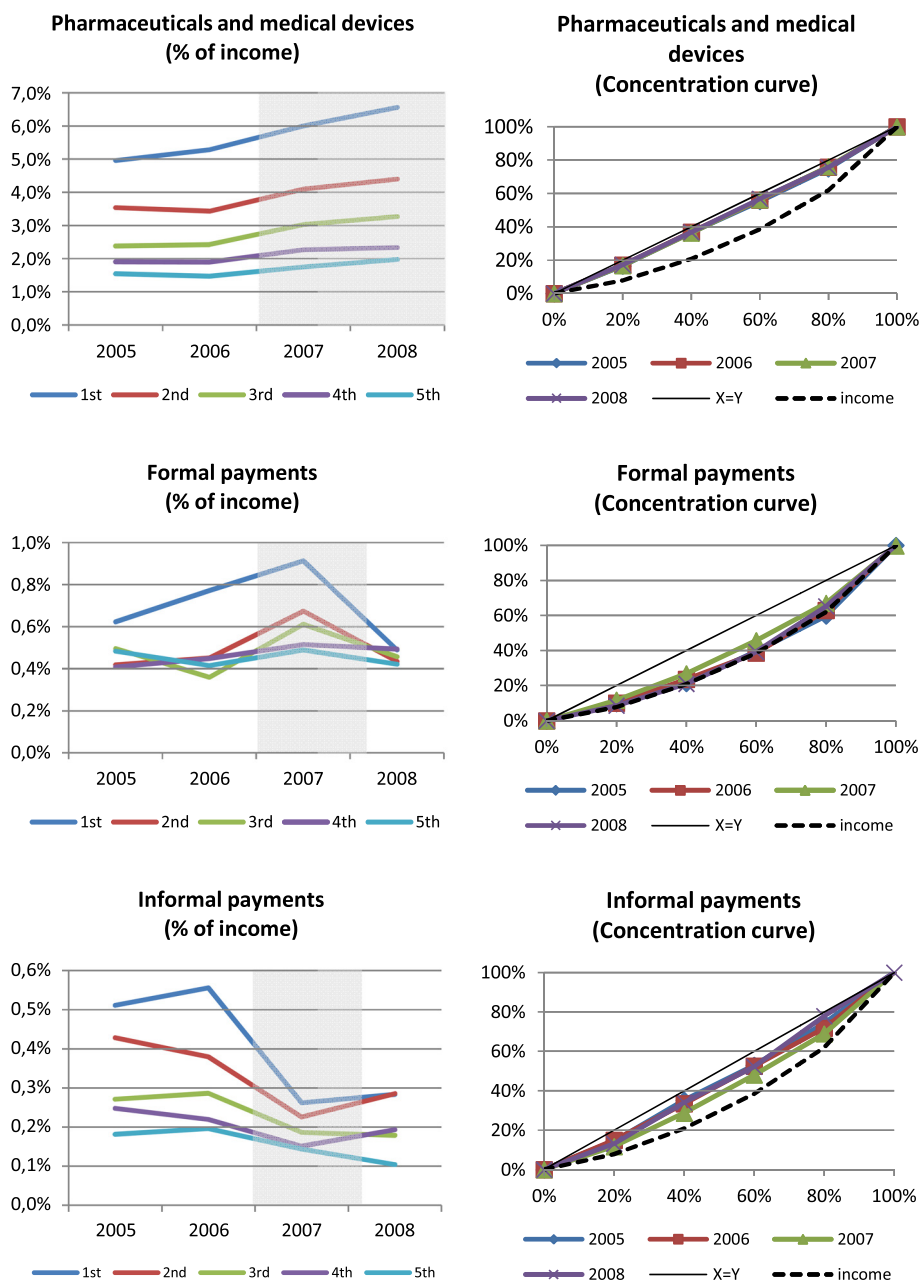 Pharmaceuticals and medical devices
(% of income)
7,0%
6,0%
5,0%
4,0%
3,0%
2,0%
1,0%
0,0%
2005 2006 2007 2008
1st 2nd 3rd 4th 5th
Pharmaceuticals and medical
devices
(Concentration curve)
100%
80%
60%
40%
20%
0%
0% 20% 40% 60% 80% 100%
2005 2006 2007
2008 X=Y income
Formal payments
(% of income)
1,0%
0,8%
0,6%
0,4%
0,2%
0,0%
2005 2006 2007 2008
1st 2nd 3rd 4th 5th
Formal payments
(Concentration curve)
100%
80%
60%
40%
20%
0%
0% 20% 40% 60% 80% 100%
2005 2006 2007
2008 X=Y income
Informal payments
(% of income)
0,6%
0,5%
0,4%
0,3%
0,2%
0,1%
0,0%
2005 2006 2007 2008
1st 2nd 3rd 4th 5th
Informal payments
(Concentration curve)
100%
80%
60%
40%
20%
0%
0% 20% 40% 60% 80% 100%
2005 2006 2007
2008 X=Y income